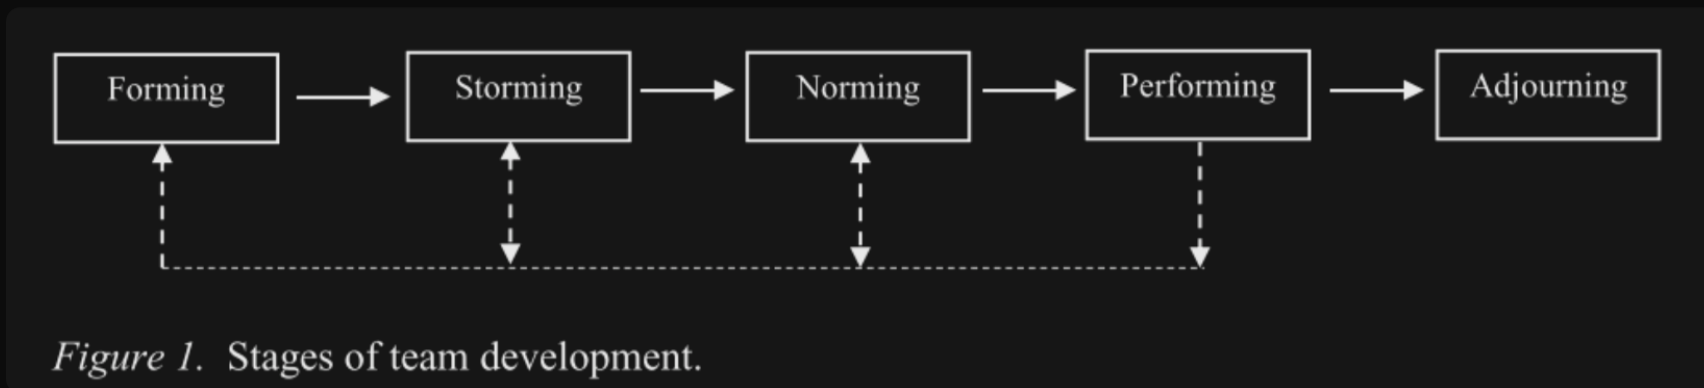 Forming
Storming
Norming
Performing
Adjourning
Figure 1. Stages of team development.